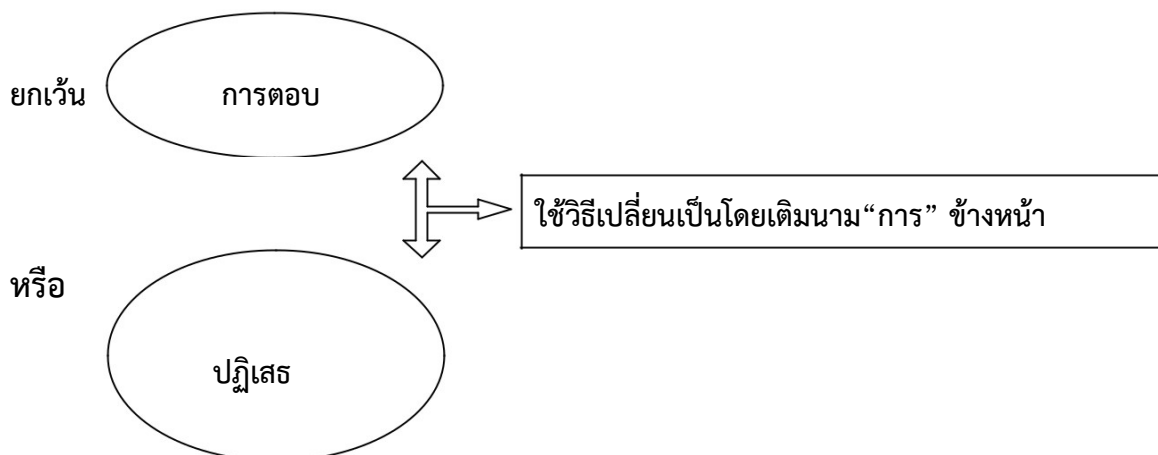 ยกเว้น การตอบ
ใช้วิธีเปลี่ยนเป็นโดยเติมนาม“การ” ข้างหน้า
หรือ
ปฏิเสธ